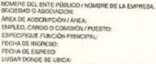 NOMBRE DEL ENTE PÚBLICO / NOMBRE DE LA EMPRESA,
SOCIEDAD O ASOCIACIÓN:
ÁREA DE ADSCRIPCIÓN / ÁREA:
EMPLEO, CARGO O COMISIÓN / PUESTO:
ESPECIFIQUE FUNCIÓN PRINCIPAL:
FECHA DE INGRESO:
FECHA DE EGRESO:
LUGAR DONDE SE UBICA: